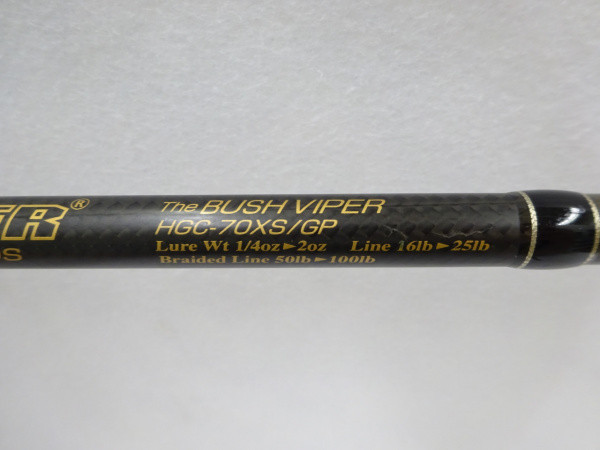 The BUSH VIPER
HGC-70XS/GP
Lure Wt 1/4oz►2oz Line 16lb►25lb
Braided Line 50lb►100lb